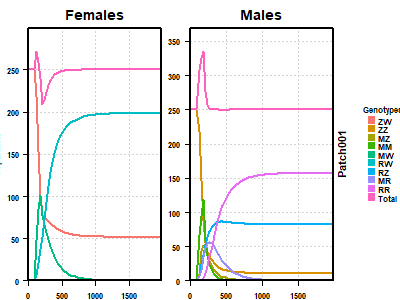 Females
Males
250
200
150
100
50
0
0
500
1000
1500
350
300
250
200
150
100
50
0
0
500
1000
1500
Patch001
Genotypes
ZW
ZZ
MZ
MM
MW
RW
RZ
MR
RR
Total